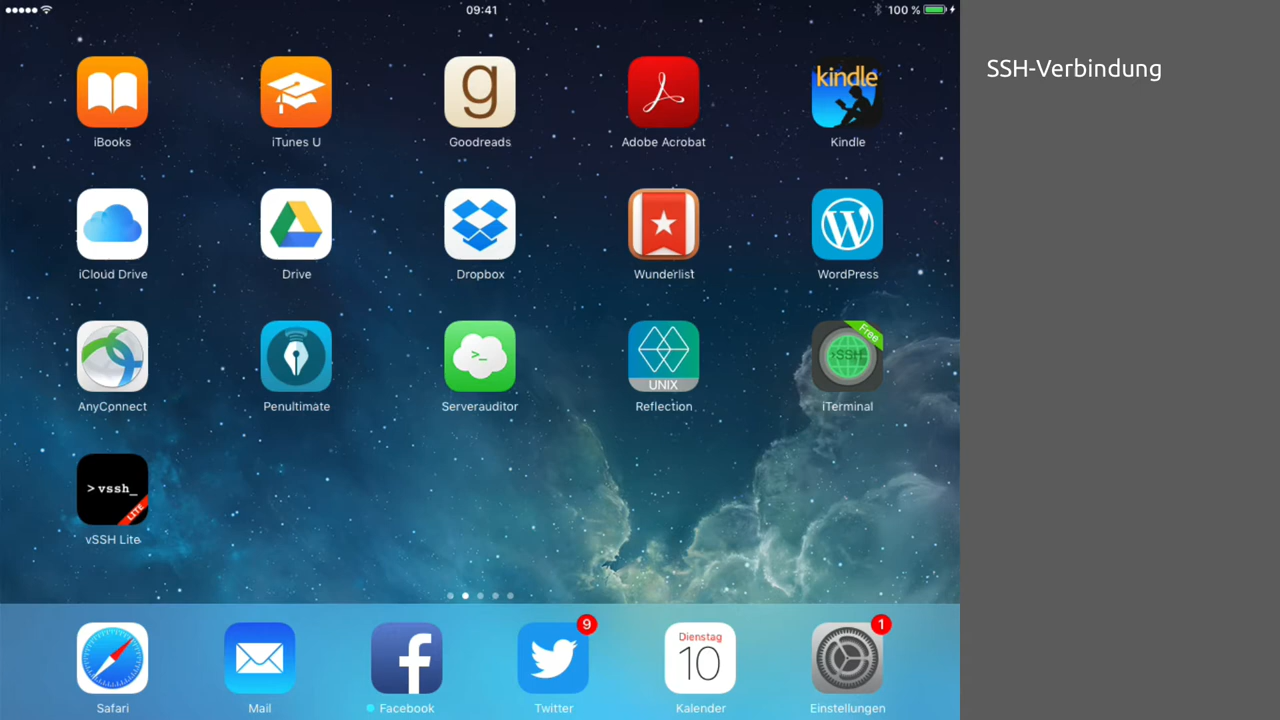 09:41
100 %
SSH-Verbindung
g
kindle
iBooks
iTunes U
Goodreads
Adobe Acrobat
Kindle
iCloud Drive
Drive
Dropbox
Wunderlist
WordPress
>_
UNIX
>SSH_
Free
AnyConnect
Penultimate
Serverauditor
Reflection
iTerminal
>vssh_
LITE
vSSH Lite
9
1
Dienstag
10
Safari
Mail
Facebook
Twitter
Kalender
Einstellungen